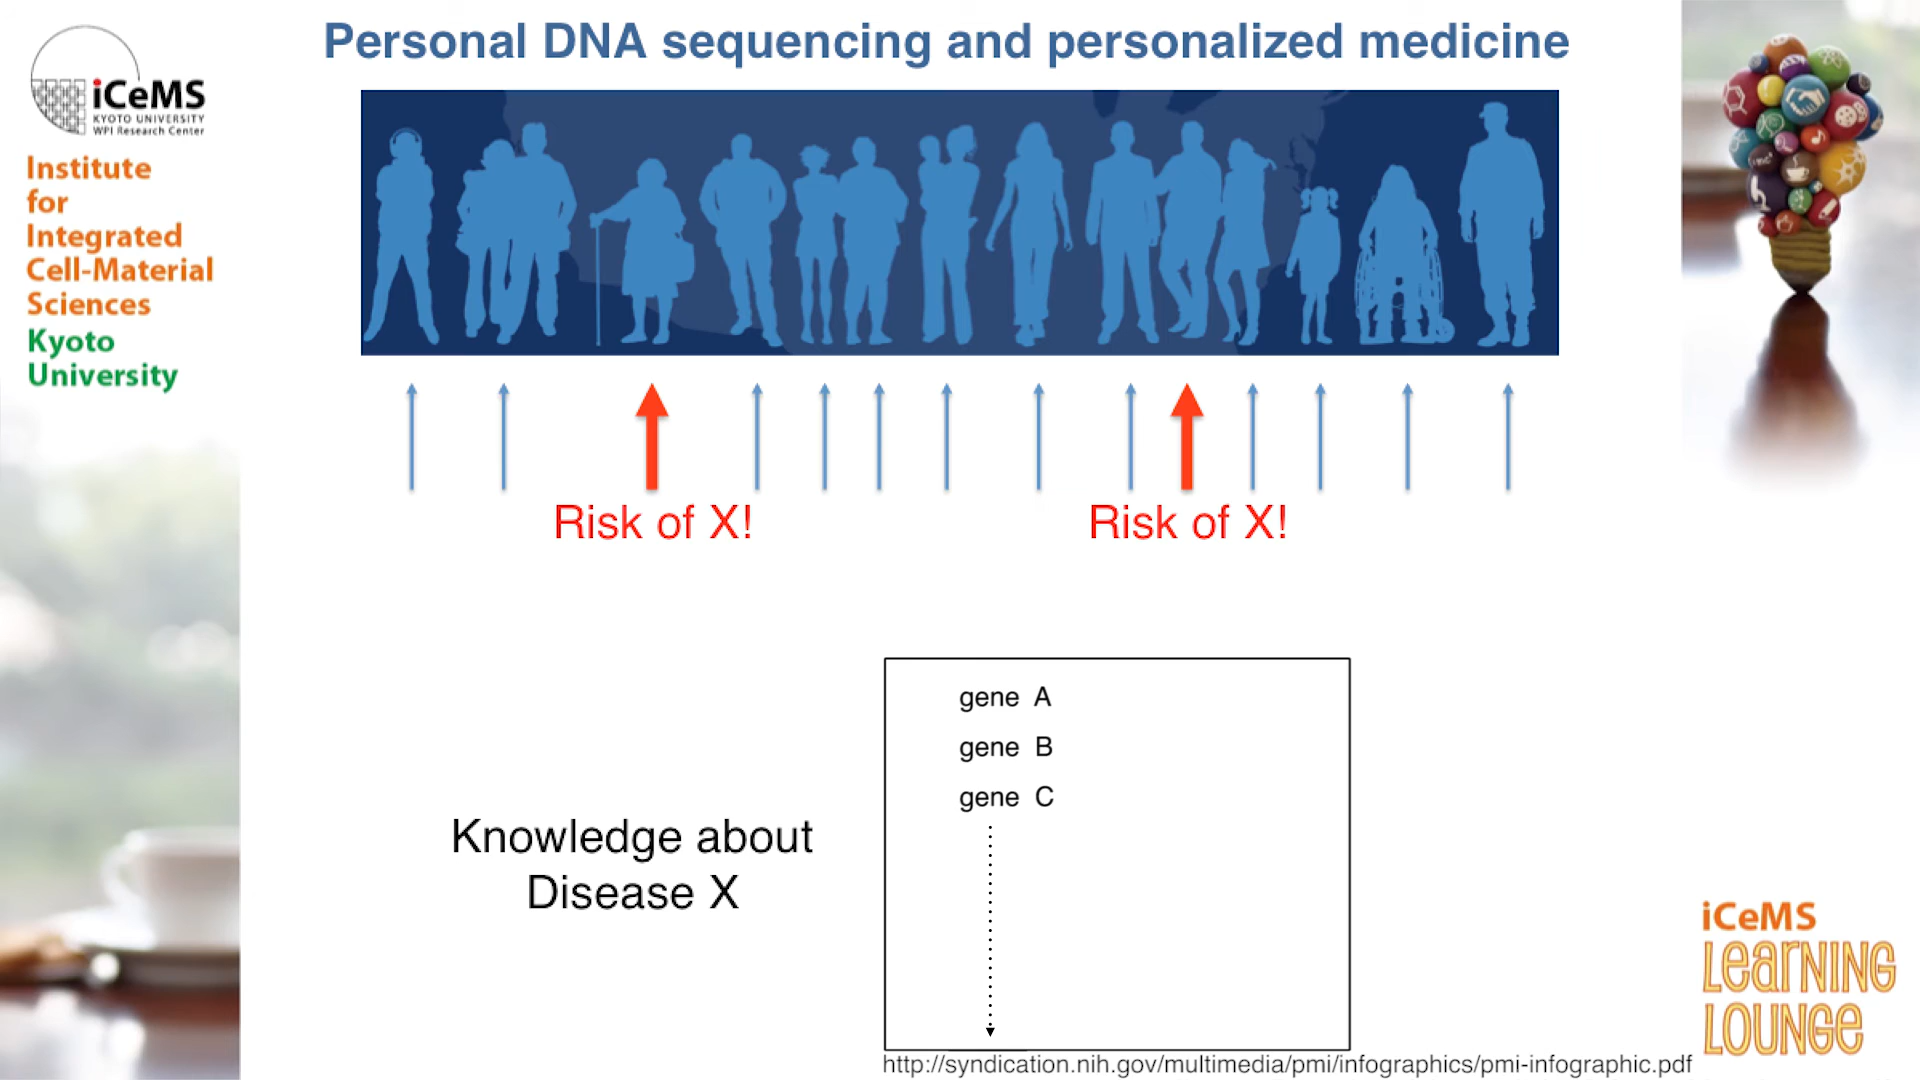 Personal DNA sequencing and personalized medicine
iCeMS
KYOTO UNIVERSITY
WPI Research Center
Institute
for
Integrated
Cell-Material
Sciences
Kyoto
University
Risk of X!
Risk of X!
gene A
gene B
gene C
Knowledge about
Disease X
http://syndication.nih.gov/multimedia/pmi/infographics/pmi-infographic.pdf
iCeMS
LeaRNING
LOUNGe